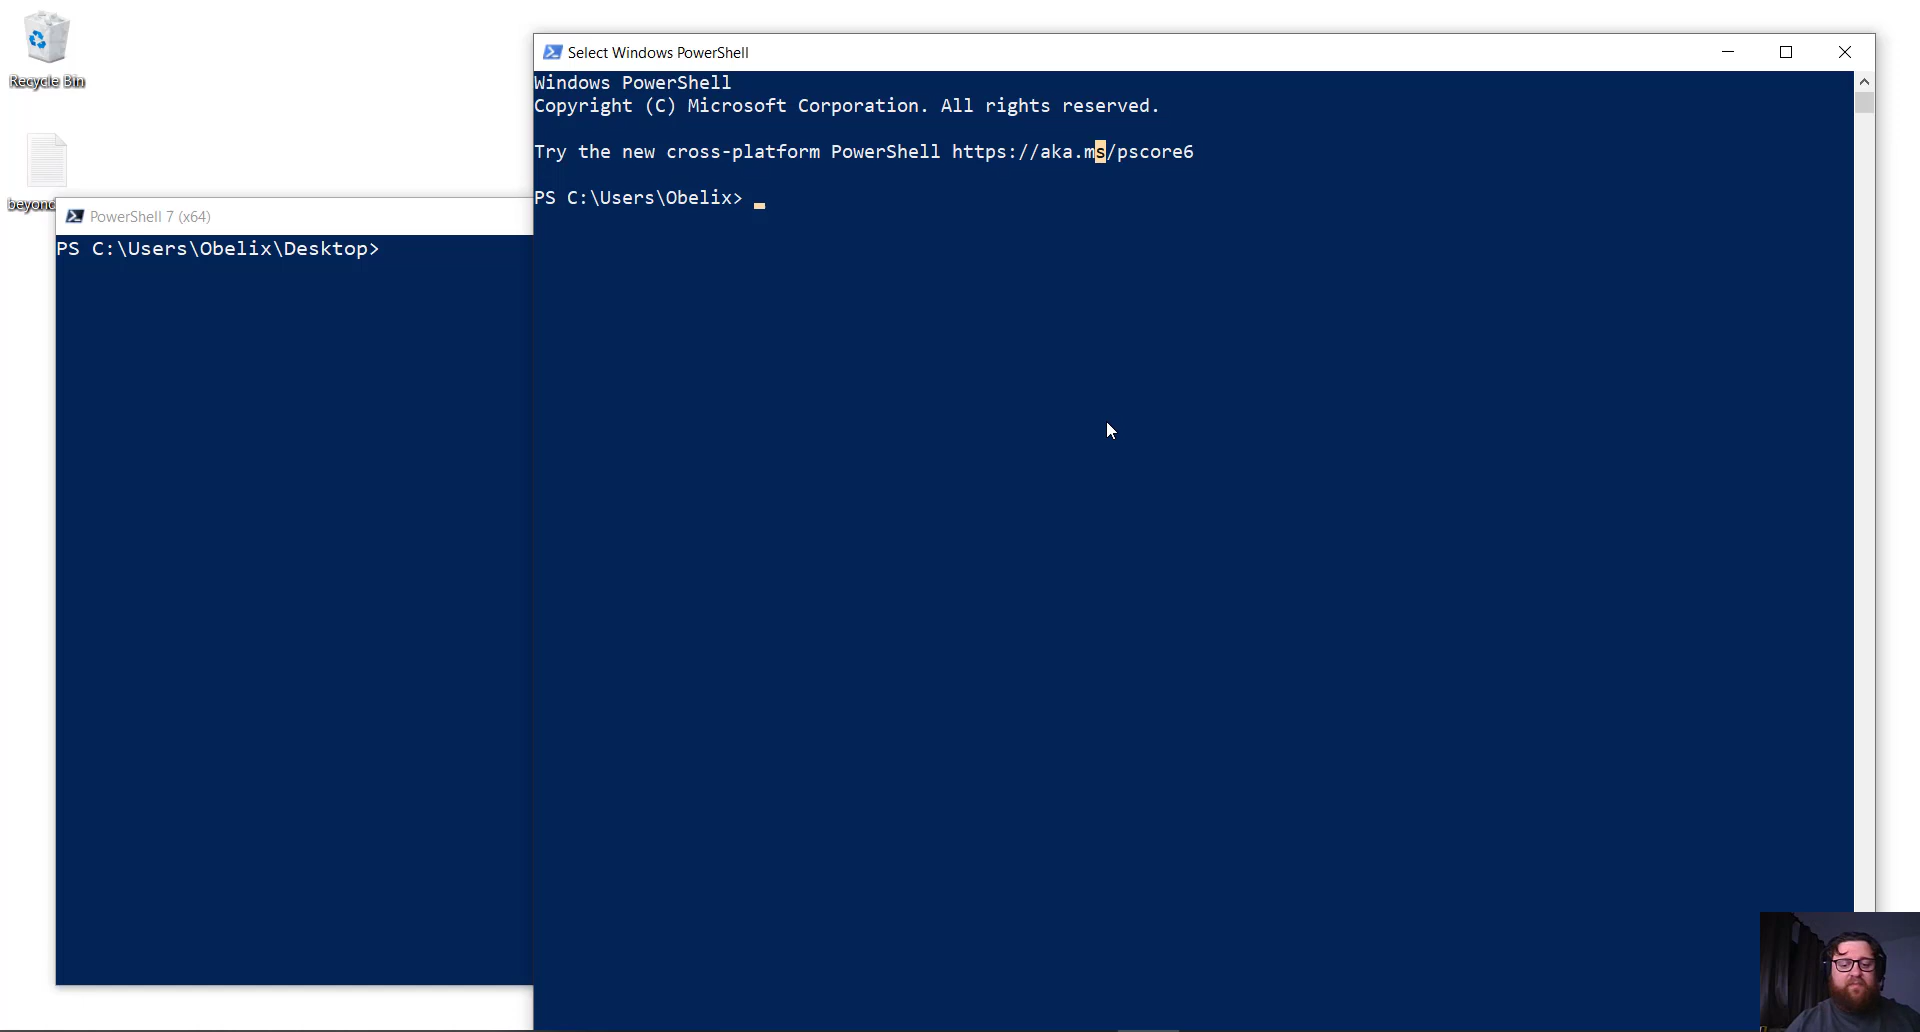 Recycle Bin
beyond
Select Windows PowerShell
Windows PowerShell
Copyright (C) Microsoft Corporation. All rights reserved.
Try the new cross-platform PowerShell https://aka.ms/pscore6
PS C:\Users\Obelix>
PowerShell 7 (x64)
PS C:\Users\Obelix\Desktop>